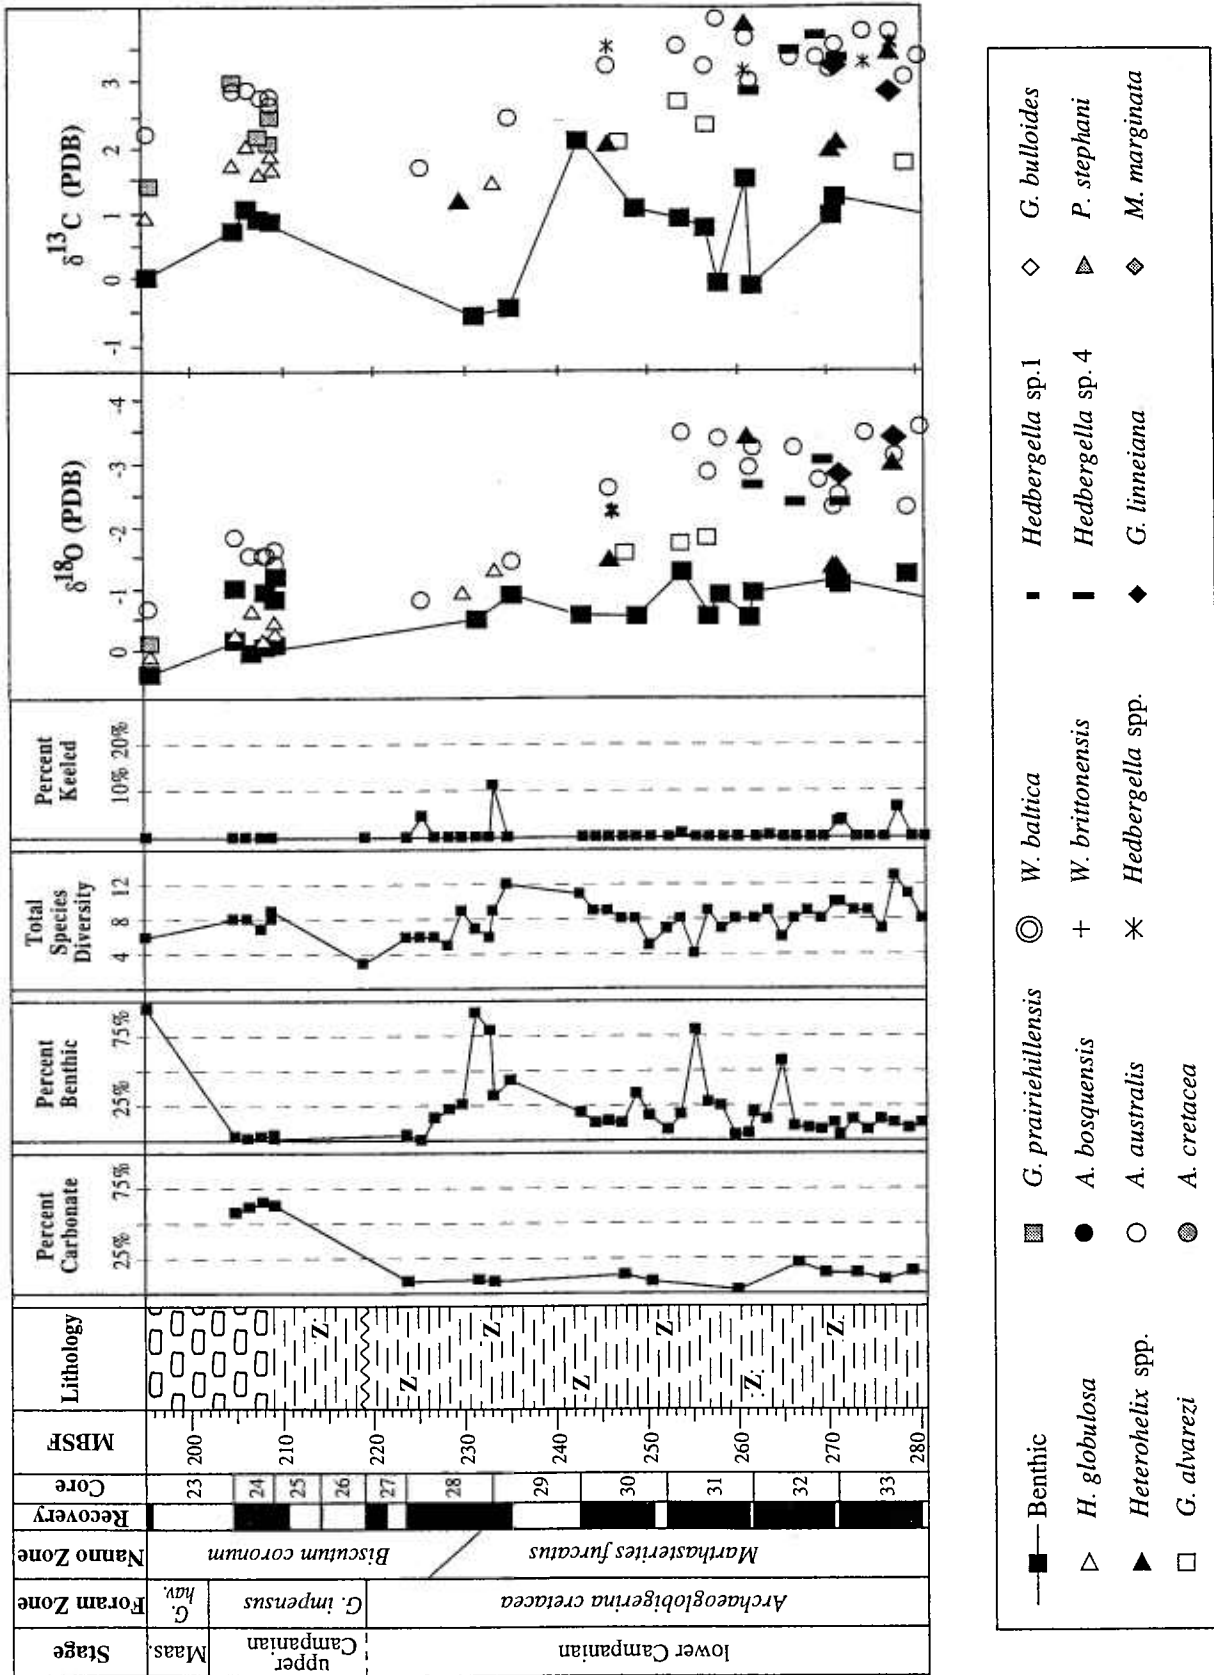 Stage
Foram Zone
Nanno Zone
Recovery
Core
MBSF
Lithology
Percent
Carbonate
Percent
Benthic
Total
Species
Diversity
Percent
Keeled
δ18O (PDB)
δ13C (PDB)
25%
75%
25%
75%
4
8
12
10%
20%
0
-1
-2
-3
-4
-1
0
1
2
3
Maas.
upper
Campanian
lower Campanian
G.
hav.
G. impensus
Archaeoglobigerina cretacea
Biscutum coronum
Marthasterites furcatus
23
24
25
26
27
28
29
30
31
32
33
200
210
220
230
240
250
260
270
280
Z
Z
Z
Z
Z
Z
Z
Benthic
H. globulosa
Heterohelix spp.
G. alvarezi
G. prairiehillensis
A. bosquensis
A. australis
A. cretacea
W. baltica
W. brittonensis
Hedbergella spp.
Hedbergella sp.1
Hedbergella sp. 4
G. linneiana
G. bulloides
P. stephani
M. marginata